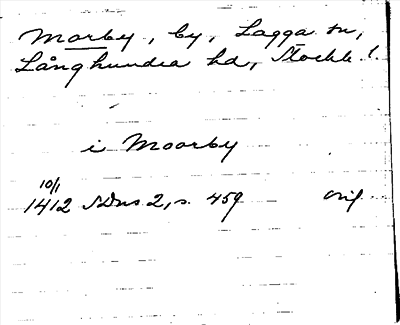 Morby, by, Lagga sn,
Långhundra hd, Stockh. l.
i Moorby
10/1
1412 SDns 2, s. 459 orig